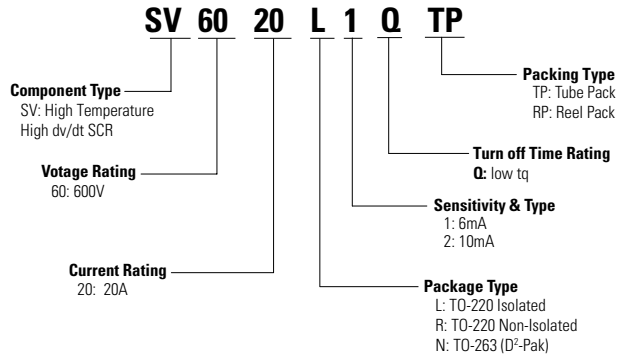 SV 60 20 L 1 Q TP
Packing Type
TP: Tube Pack
RP: Reel Pack
Component Type
SV: High Temperature
High dv/dt SCR
Turn off Time Rating
Q: low tq
Votage Rating
60: 600V
Sensitivity & Type
1: 6mA
2: 10mA
Current Rating
20: 20A
Package Type
L: TO-220 Isolated
R: TO-220 Non-Isolated
N: TO-263 (D²-Pak)